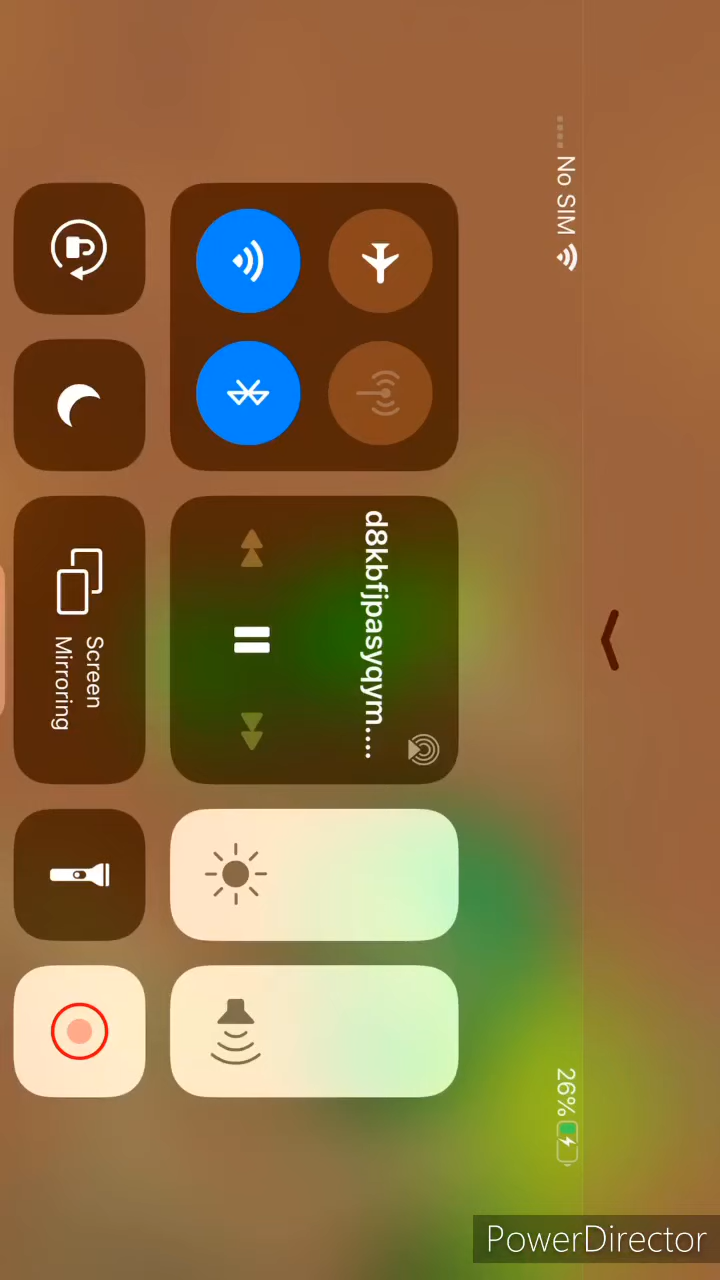 No SIM
26%
d8kbfjpasyqym....
Screen
Mirroring
PowerDirector